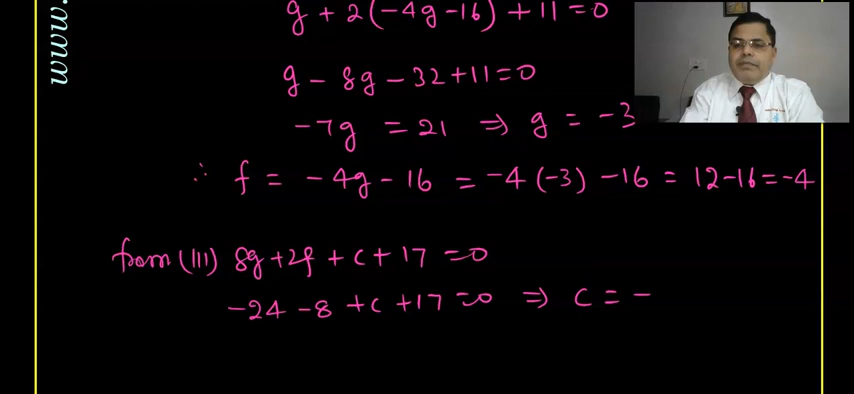 www.
g + 2(-4g-16) + 11 = 0
g - 8g - 32 + 11 = 0
-7g = 21 ⇒ g = -3
∴ f = -4g - 16 = -4(-3) - 16 = 12 - 16 = -4
from (III) 8g + 2f + c + 17 = 0
-24 - 8 + c + 17 = 0 ⇒ c = -